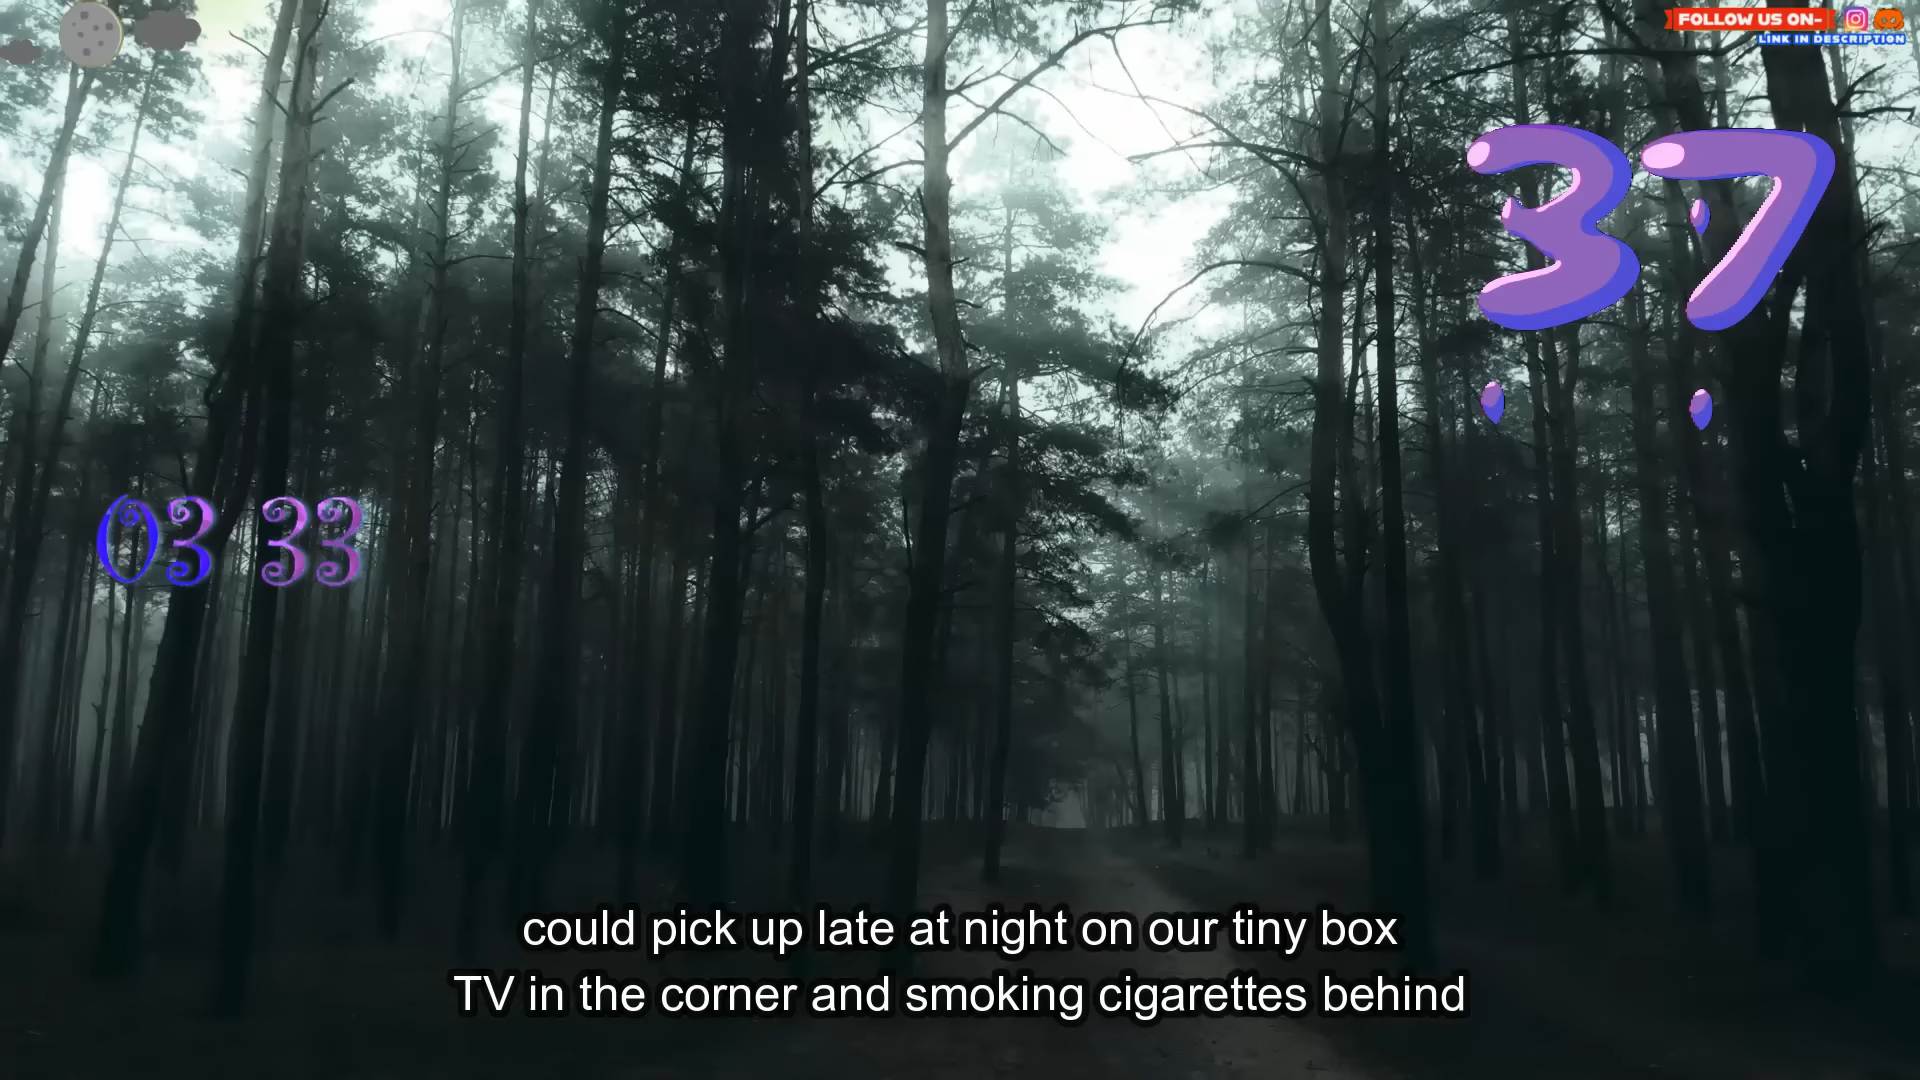 FOLLOW US ON-
LINK IN DESCRIPTION
37
03 33
could pick up late at night on our tiny box
TV in the corner and smoking cigarettes behind